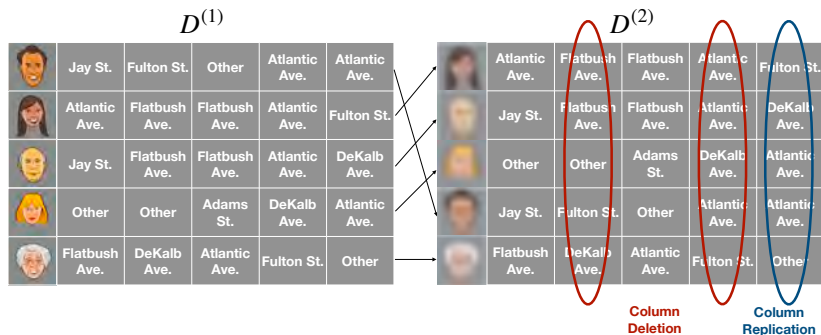 D(1) D(2)
Jay St. Fulton St. Other Atlantic Ave. Atlantic Ave. Atlantic Ave. Flatbush Ave. Flatbush Ave. Atlantic Ave. Fulton St.
Atlantic Ave. Flatbush Ave. Flatbush Ave. Atlantic Ave. Fulton St. Jay St. Flatbush Ave. Flatbush Ave. Atlantic Ave. DeKalb Ave.
Jay St. Flatbush Ave. Flatbush Ave. Atlantic Ave. DeKalb Ave. Other Other Adams St. DeKalb Ave. Atlantic Ave.
Other Other Adams St. DeKalb Ave. Atlantic Ave. Jay St. Fulton St. Other Atlantic Ave. Atlantic Ave.
Flatbush Ave. DeKalb Ave. Atlantic Ave. Fulton St. Other Flatbush Ave. DeKalb Ave. Atlantic Ave. Fulton St. Other
Column Column
Deletion Replication